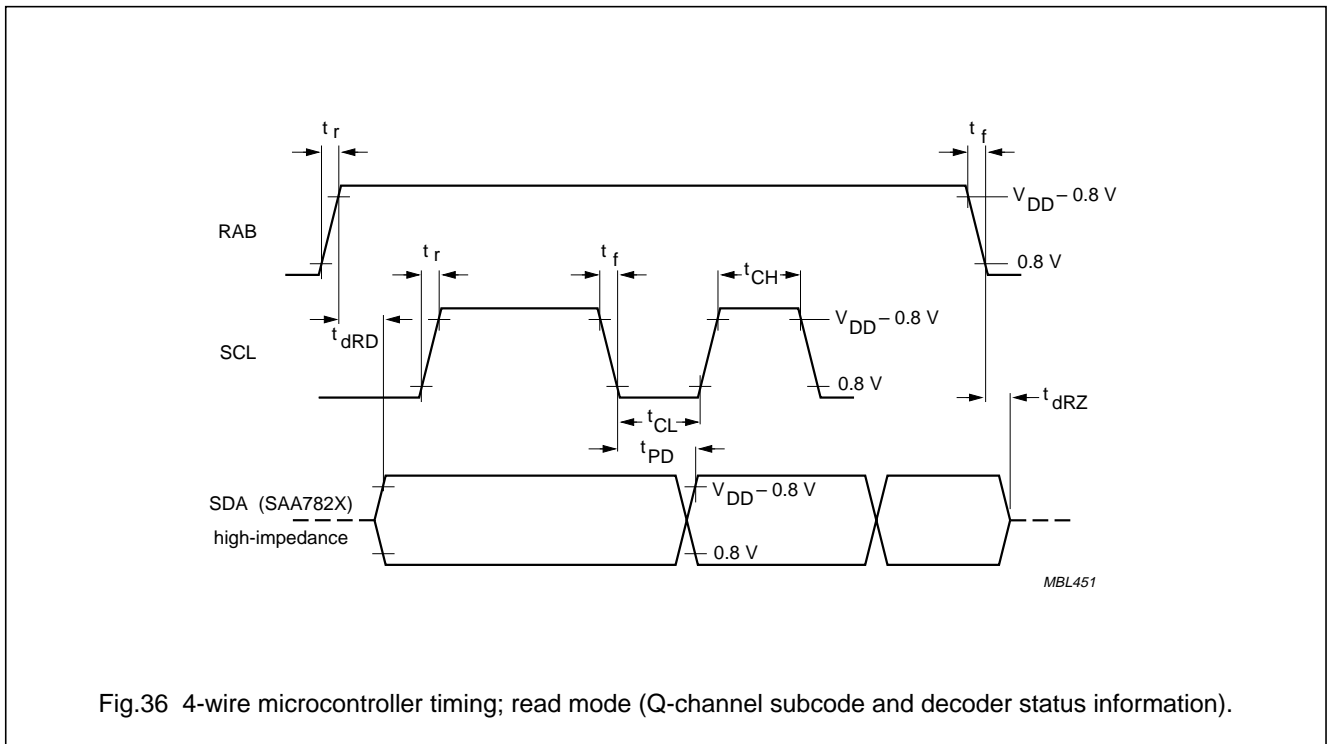 t r
t f
V DD – 0.8 V
RAB
0.8 V
t r
t f
t CH
V DD – 0.8 V
t dRD
SCL
0.8 V
t dRZ
t CL
t PD
SDA (SAA782X)
V DD – 0.8 V
high-impedance
0.8 V
MBL451
Fig.36 4-wire microcontroller timing; read mode (Q-channel subcode and decoder status information).